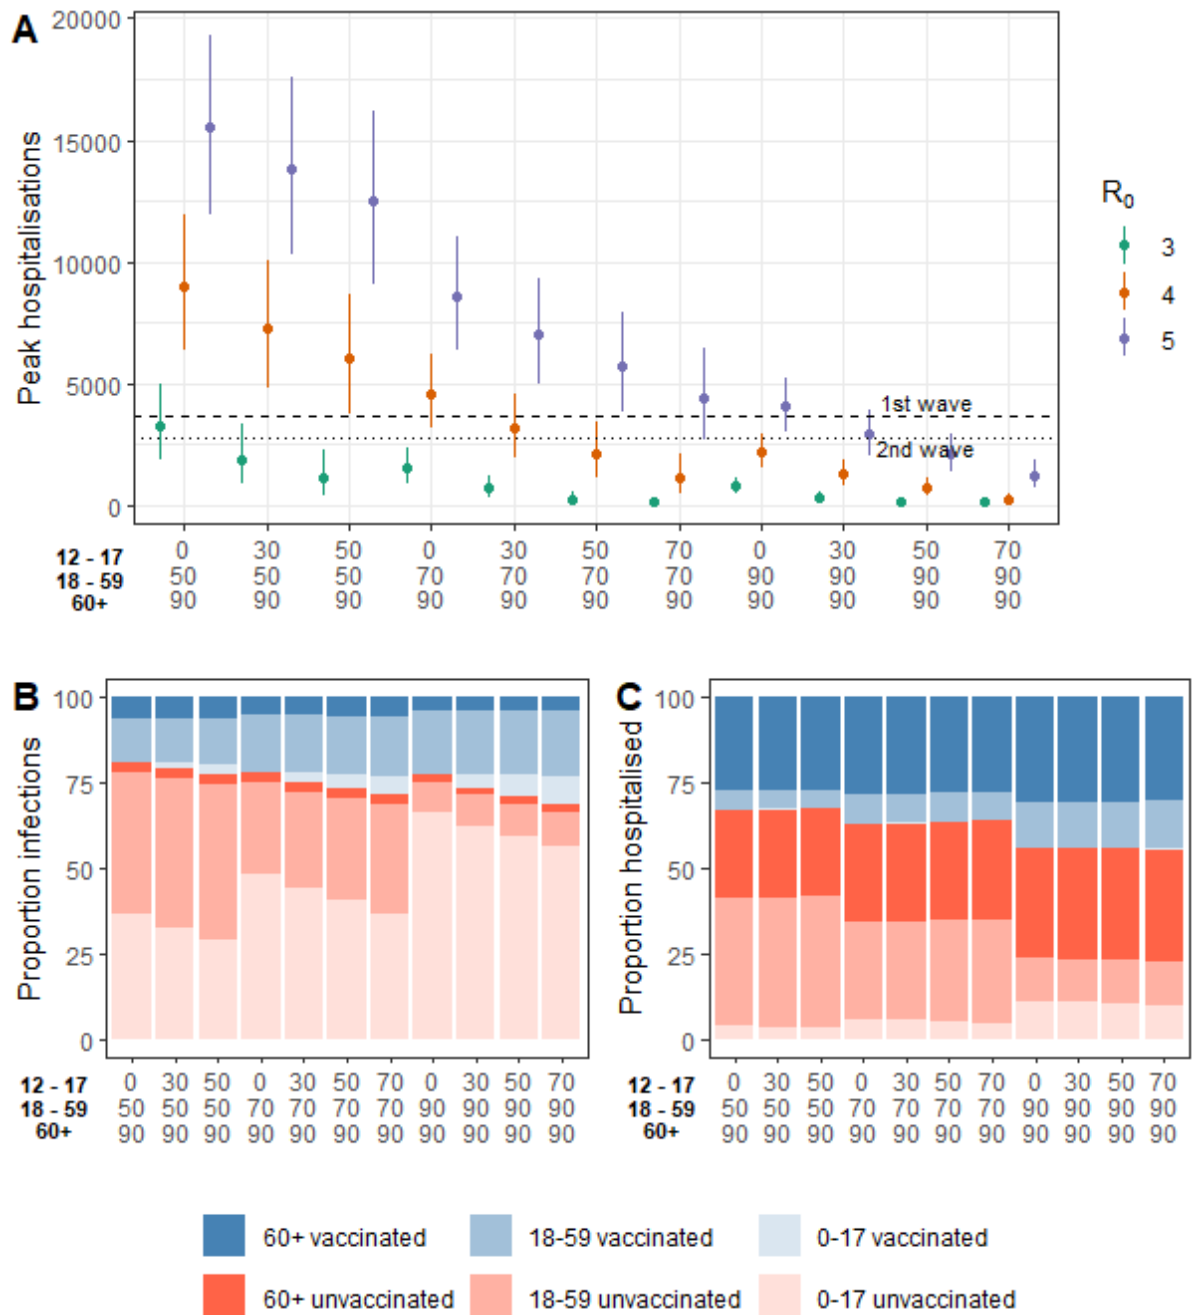 A
20000
15000
10000
5000
0
Peak hospitalisations
1st wave
2nd wave
R0
3
4
5
12 - 17 0 30 50 0 30 50 70 0 30 50 70
18 - 59 50 50 50 70 70 70 70 90 90 90 90
60+ 90 90 90 90 90 90 90 90 90 90 90
B
100
75
50
25
0
Proportion infections
12 - 17 0 30 50 0 30 50 70 0 30 50 70
18 - 59 50 50 50 70 70 70 70 90 90 90 90
60+ 90 90 90 90 90 90 90 90 90 90 90
C
100
75
50
25
0
Proportion hospitalised
12 - 17 0 30 50 0 30 50 70 0 30 50 70
18 - 59 50 50 50 70 70 70 70 90 90 90 90
60+ 90 90 90 90 90 90 90 90 90 90 90
60+ vaccinated 18-59 vaccinated 0-17 vaccinated
60+ unvaccinated 18-59 unvaccinated 0-17 unvaccinated